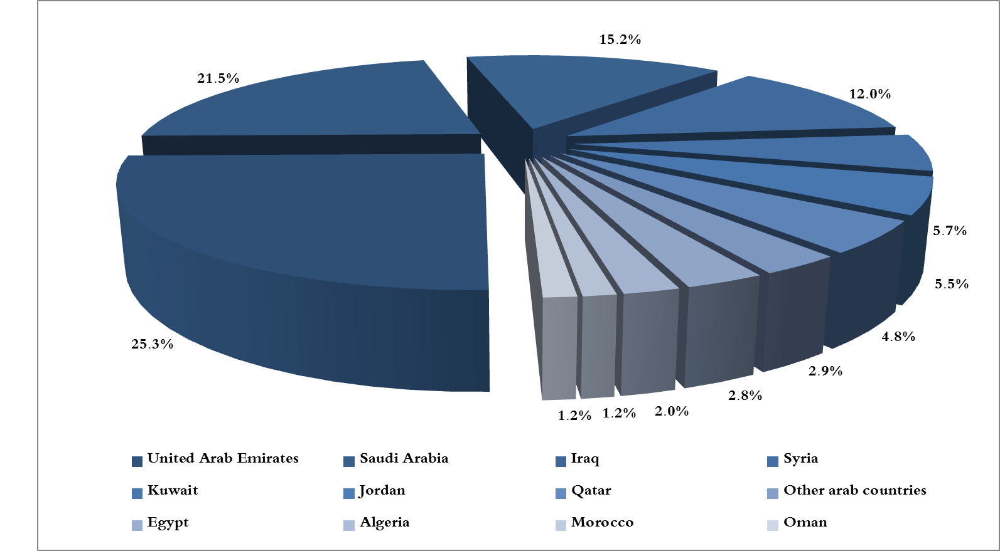 15.2%
21.5%
12.0%
5.7%
5.5%
25.3%
4.8%
2.9%
2.8%
1.2% 1.2% 2.0%
United Arab Emirates Saudi Arabia Iraq Syria
Kuwait Jordan Qatar Other arab countries
Egypt Algeria Morocco Oman